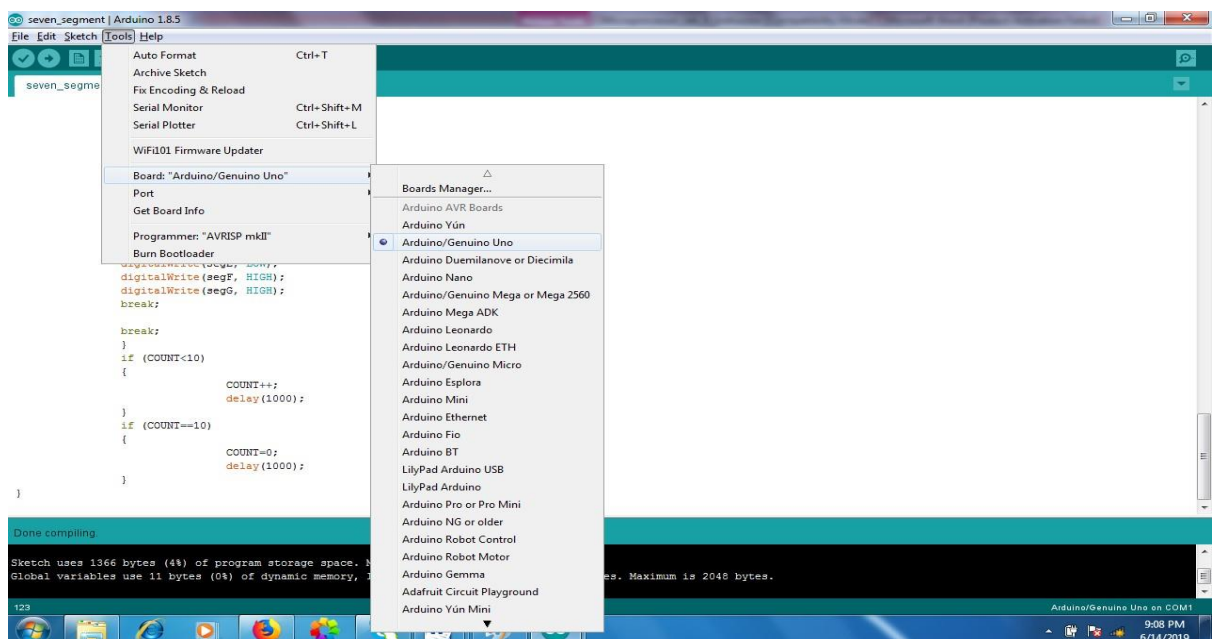 seven_segment | Arduino 1.8.5
File Edit Sketch Tools Help
seven_segme
Auto Format Ctrl+T
Archive Sketch
Fix Encoding & Reload
Serial Monitor Ctrl+Shift+M
Serial Plotter Ctrl+Shift+L
WiFi101 Firmware Updater
Board: "Arduino/Genuino Uno"
Port
Get Board Info
Programmer: "AVRISP mkII"
Burn Bootloader
Boards Manager...
Arduino AVR Boards
Arduino Yún
Arduino/Genuino Uno
Arduino Duemilanove or Diecimila
Arduino Nano
Arduino/Genuino Mega or Mega 2560
Arduino Mega ADK
Arduino Leonardo
Arduino Leonardo ETH
Arduino/Genuino Micro
Arduino Esplora
Arduino Mini
Arduino Ethernet
Arduino Fio
Arduino BT
LilyPad Arduino USB
LilyPad Arduino
Arduino Pro or Pro Mini
Arduino NG or older
Arduino Robot Control
Arduino Robot Motor
Arduino Gemma
Adafruit Circuit Playground
Arduino Yún Mini
digitalWrite(segF, HIGH);
digitalWrite(segG, HIGH);
break;
break;
}
if (COUNT<10)
{
COUNT++;
delay(1000);
}
if (COUNT==10)
{
COUNT=0;
delay(1000);
}
}
Done compiling.
Sketch uses 1366 bytes (4%) of program storage space.
Global variables use 11 bytes (0%) of dynamic memory, es. Maximum is 2048 bytes.
123
Arduino/Genuino Uno on COM1
9:08 PM
6/14/2019